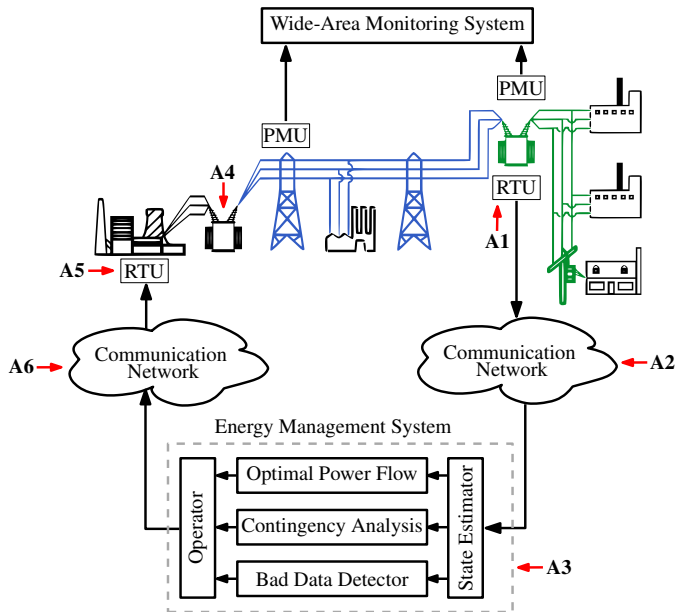 Wide-Area Monitoring System
PMU
PMU
A4
RTU
A1
A5
RTU
A6
Communication
Network
Communication
Network
A2
Energy Management System
Operator
Optimal Power Flow
Contingency Analysis
Bad Data Detector
State Estimator
A3